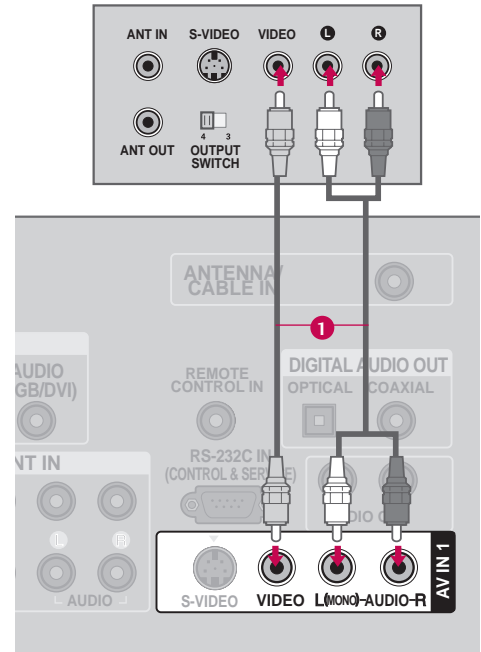 ANT IN S-VIDEO VIDEO L R
ANT OUT
4 3
OUTPUT
SWITCH
ANTENNA/
CABLE IN
1
AUDIO
(RGB/DVI)
REMOTE
CONTROL IN
DIGITAL AUDIO OUT
OPTICAL COAXIAL
RS-232C IN
(CONTROL & SERVICE)
NT IN
L R
AUDIO
S-VIDEO VIDEO L(MONO)-AUDIO-R
AV IN 1